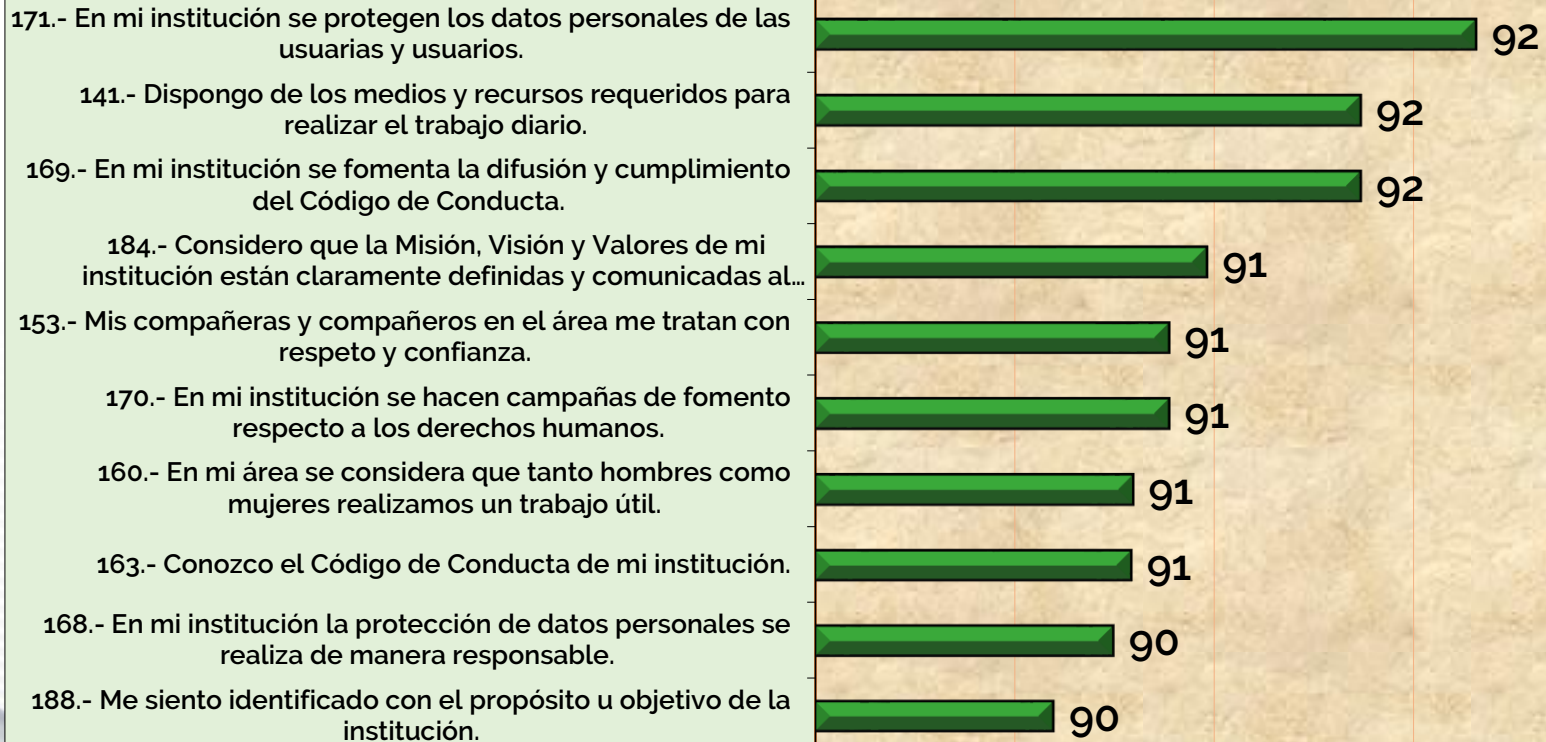 171.- En mi institución se protegen los datos personales de las
usuarias y usuarios.
92
141.- Dispongo de los medios y recursos requeridos para
realizar el trabajo diario.
92
169.- En mi institución se fomenta la difusión y cumplimiento
del Código de Conducta.
92
184.- Considero que la Misión, Visión y Valores de mi
institución están claramente definidas y comunicadas al...
91
153.- Mis compañeras y compañeros en el área me tratan con
respeto y confianza.
91
170.- En mi institución se hacen campañas de fomento
respecto a los derechos humanos.
91
160.- En mi área se considera que tanto hombres como
mujeres realizamos un trabajo útil.
91
163.- Conozco el Código de Conducta de mi institución.
91
168.- En mi institución la protección de datos personales se
realiza de manera responsable.
90
188.- Me siento identificado con el propósito u objetivo de la
institución.
90